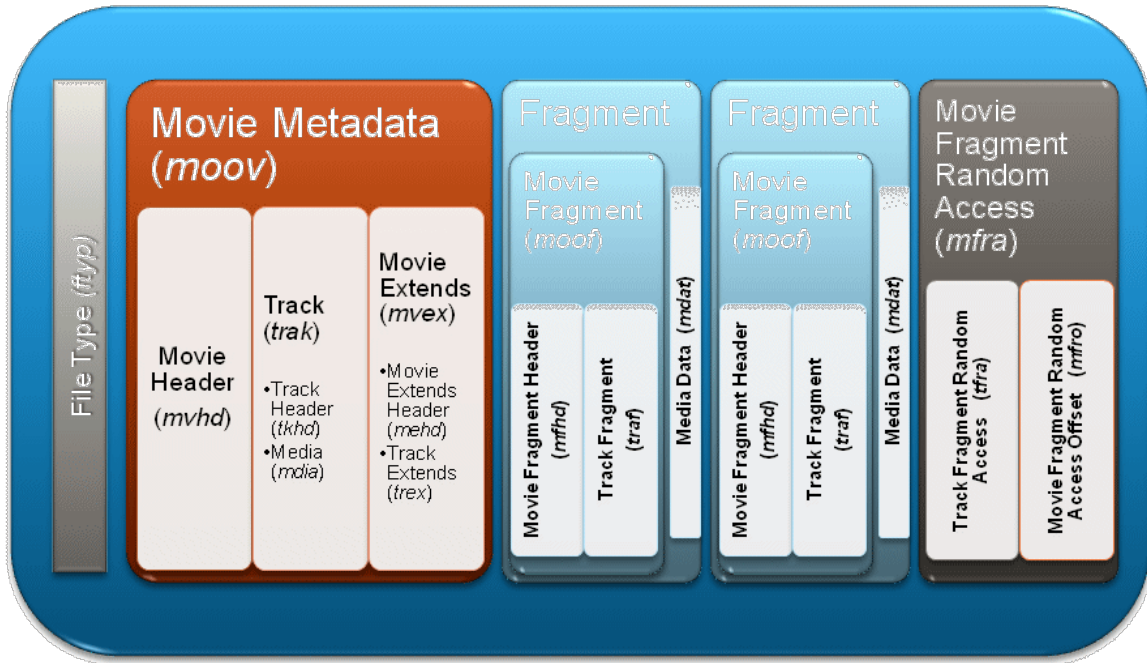 File Type (ftyp)
Movie Metadata
(moov)
Movie
Header
(mvhd)
Track
(trak)
•Track
Header
(tkhd)
•Media
(mdia)
Movie
Extends
(mvex)
•Movie
Extends
Header
(mehd)
•Track
Extends
(trex)
Fragment
Movie
Fragment
(moof)
Movie Fragment Header
(mfhd)
Track Fragment
(traf)
Media Data (mdat)
Fragment
Movie
Fragment
(moof)
Movie Fragment Header
(mfhd)
Track Fragment
(traf)
Media Data (mdat)
Movie
Fragment
Random
Access
(mfra)
Track Fragment Random
Access (tfra)
Movie Fragment Random
Access Offset (mfro)